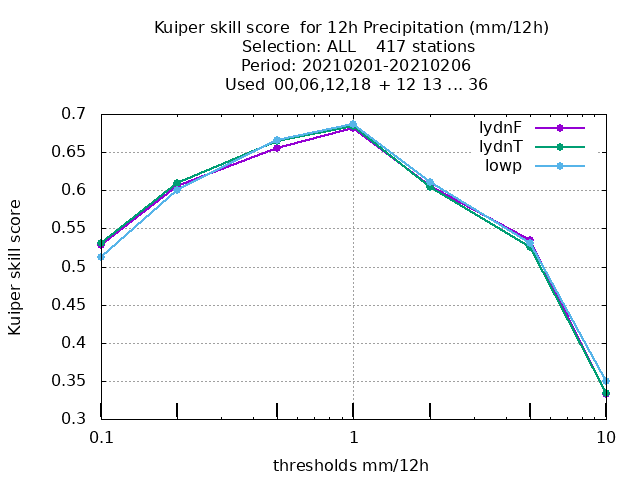 Kuiper skill score  for 12h Precipitation (mm/12h)
Selection: ALL    417 stations
Period: 20210201-20210206
Used  00,06,12,18  + 12 13 ... 36
lydnF
lydnT
lowp
Kuiper skill score
0.7
0.65
0.6
0.55
0.5
0.45
0.4
0.35
0.3
0.1
1
10
thresholds mm/12h